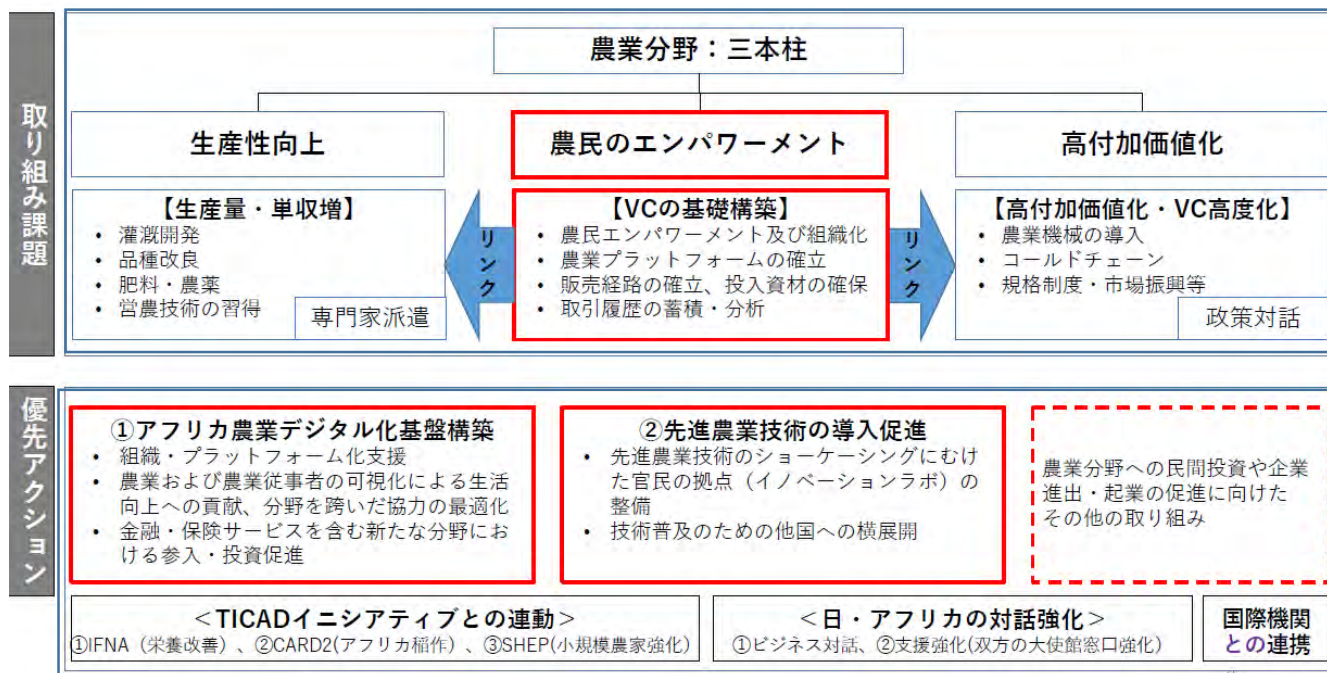 取り組み課題
農業分野：三本柱
生産性向上
農民のエンパワーメント
高付加価値化
【生産量・単収増】
• 灌漑開発
• 品種改良
• 肥料・農薬
• 営農技術の習得
専門家派遣
リンク
【VCの基礎構築】
• 農民エンパワーメント及び組織化
• 農業プラットフォームの確立
• 販売経路の確立、投入資材の確保
• 取引履歴の蓄積・分析
リンク
【高付加価値化・VC高度化】
• 農業機械の導入
• コールドチェーン
• 規格制度・市場振興等
政策対話
優先アクション
①アフリカ農業デジタル化基盤構築
• 組織・プラットフォーム化支援
• 農業および農業従事者の可視化による生活
向上への貢献、分野を跨いだ協力の最適化
• 金融・保険サービスを含む新たな分野にお
ける参入・投資促進
②先進農業技術の導入促進
• 先進農業技術のショーケーシングにむけ
た官民の拠点（イノベーションラボ）の
整備
• 技術普及のための他国への横展開
農業分野への民間投資や企業
進出・起業の促進に向けた
その他の取り組み
＜TICADイニシアティブとの連動＞
①IFNA（栄養改善）、②CARD2(アフリカ稲作)、③SHEP(小規模農家強化)
＜日・アフリカの対話強化＞
①ビジネス対話、②支援強化(双方の大使館窓口強化)
国際機関
との連携